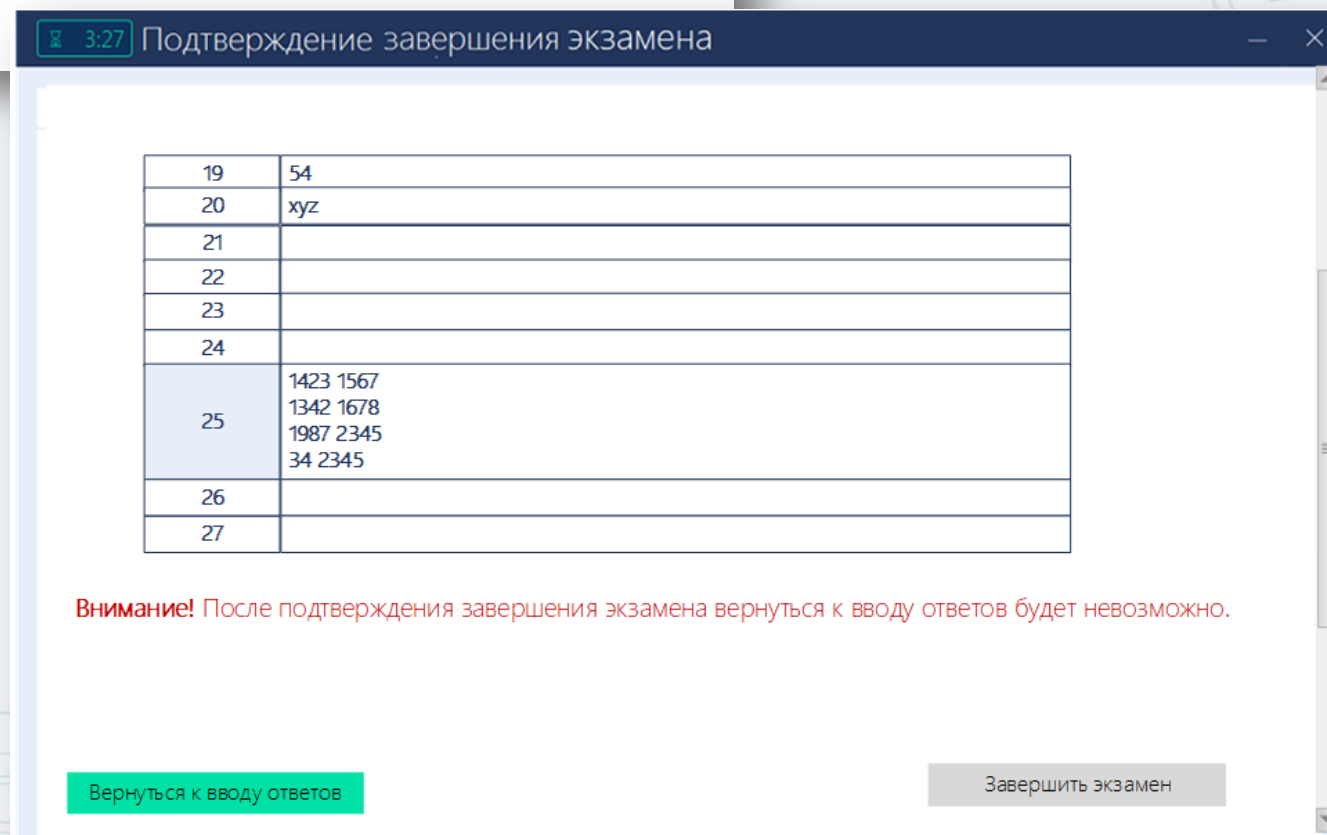 3:27 Подтверждение завершения экзамена
19 54
20 xyz
21
22
23
24
25 1423 1567
1342 1678
1987 2345
34 2345
26
27
Внимание! После подтверждения завершения экзамена вернуться к вводу ответов будет невозможно.
Вернуться к вводу ответов Завершить экзамен